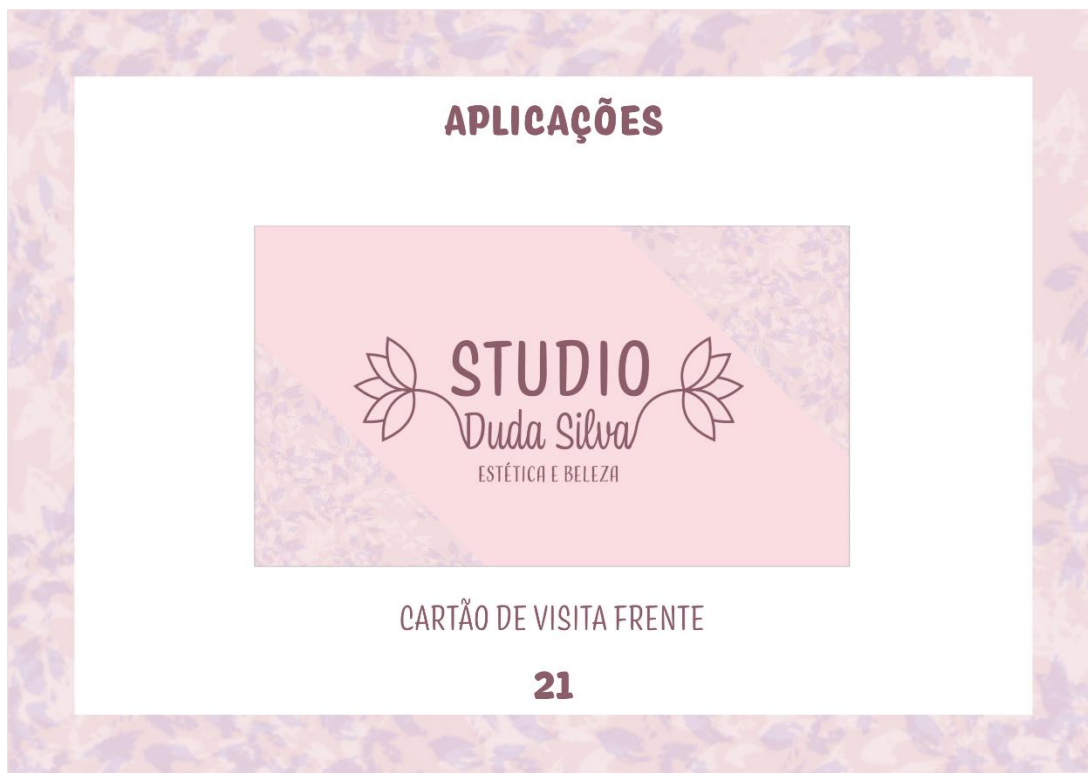 APLICAÇÕES
STUDIO
Duda Silva
ESTÉTICA E BELEZA
CARTÃO DE VISITA FRENTE
21